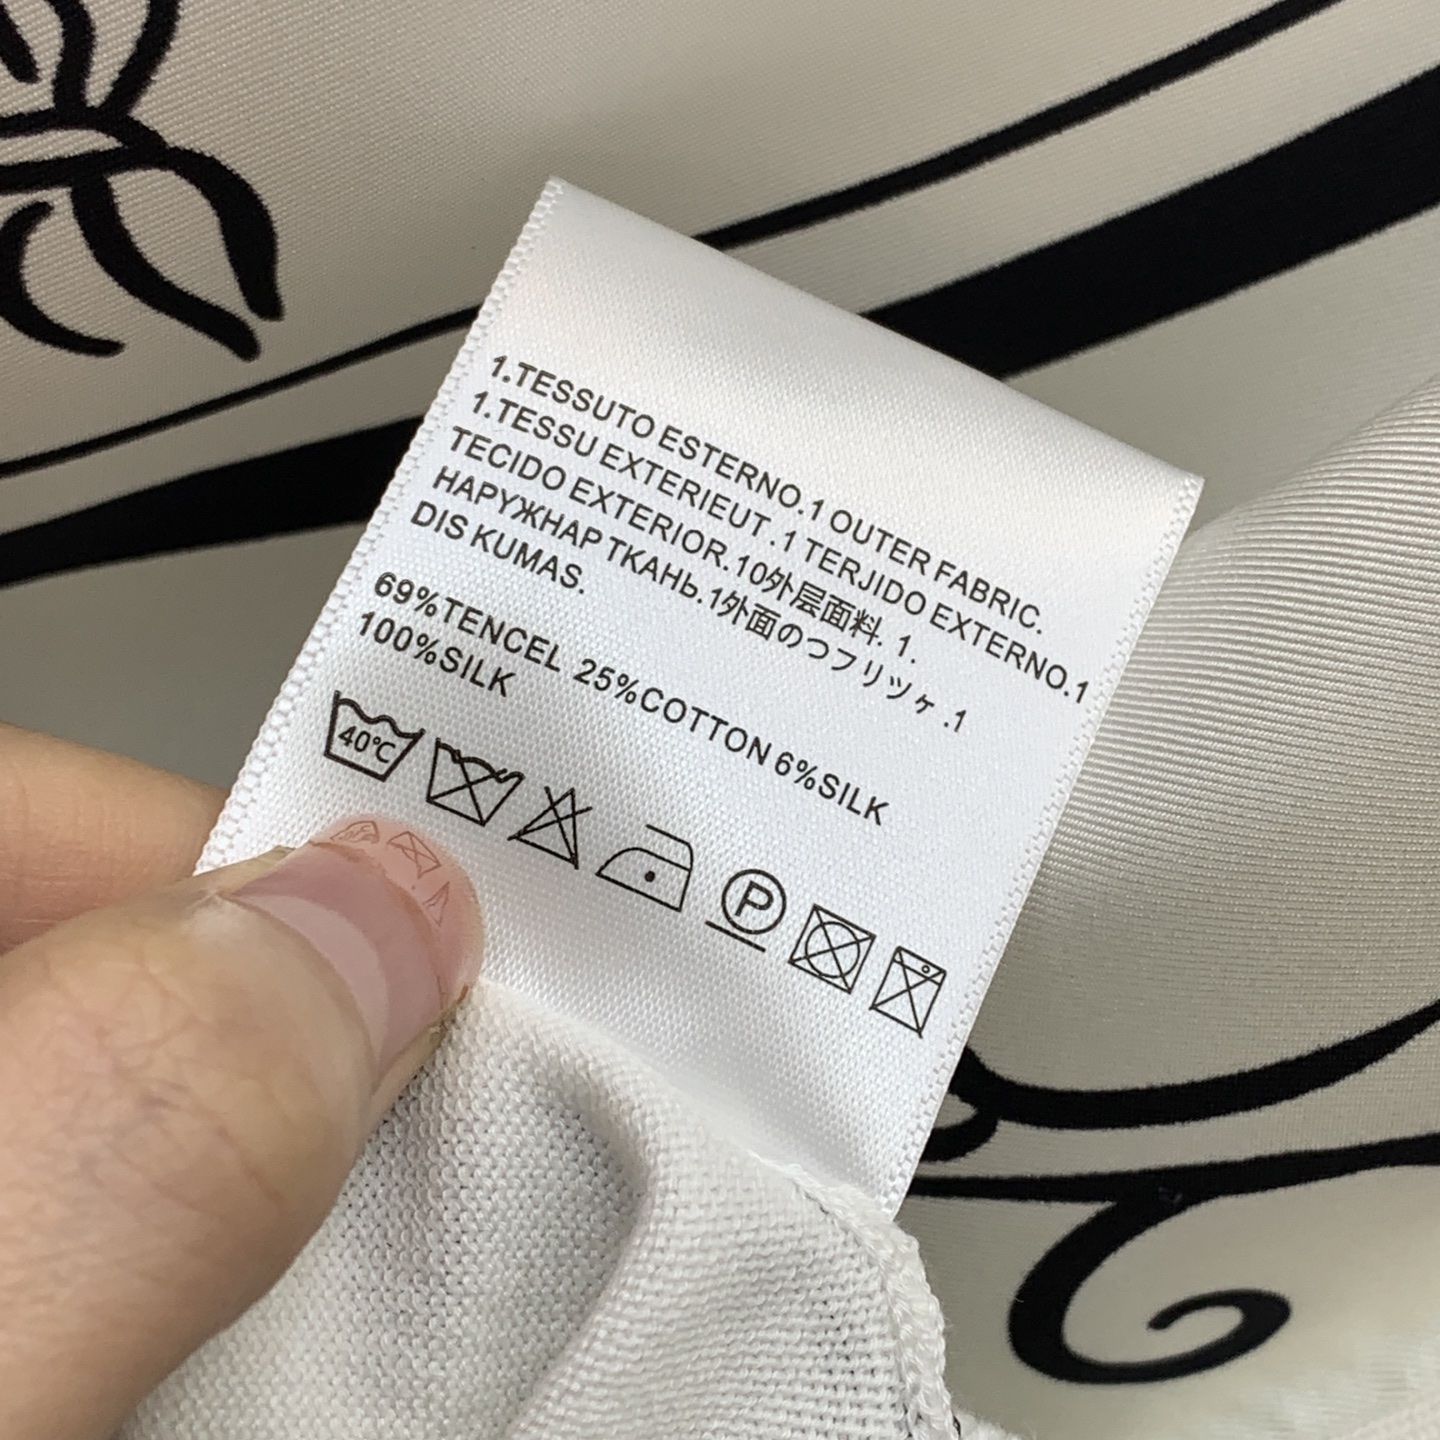 1.TESSUTO ESTERNO.1 OUTER FABRIC.
1.TESSU EXTERIEUT .1 TERJIDO EXTERNO.1
TECIDO EXTERIOR.10外层面料. 1.
НАРУЖНАР ТКАНЬ.1外面のつフリツヶ .1
DIS KUMAS.
69%TENCEL 25%COTTON 6%SILK
100%SILK
40℃
P